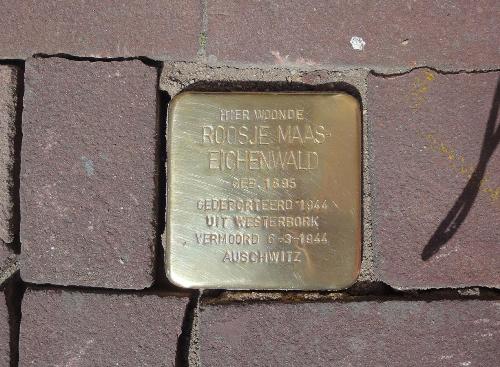 HIER WOONDE
ROOSJE MAAS-
EICHENWALD
GEB. 1895
GEDEPORTEERD 1944
UIT WESTERBORK
VERMOORD 6-3-1944
AUSCHWITZ